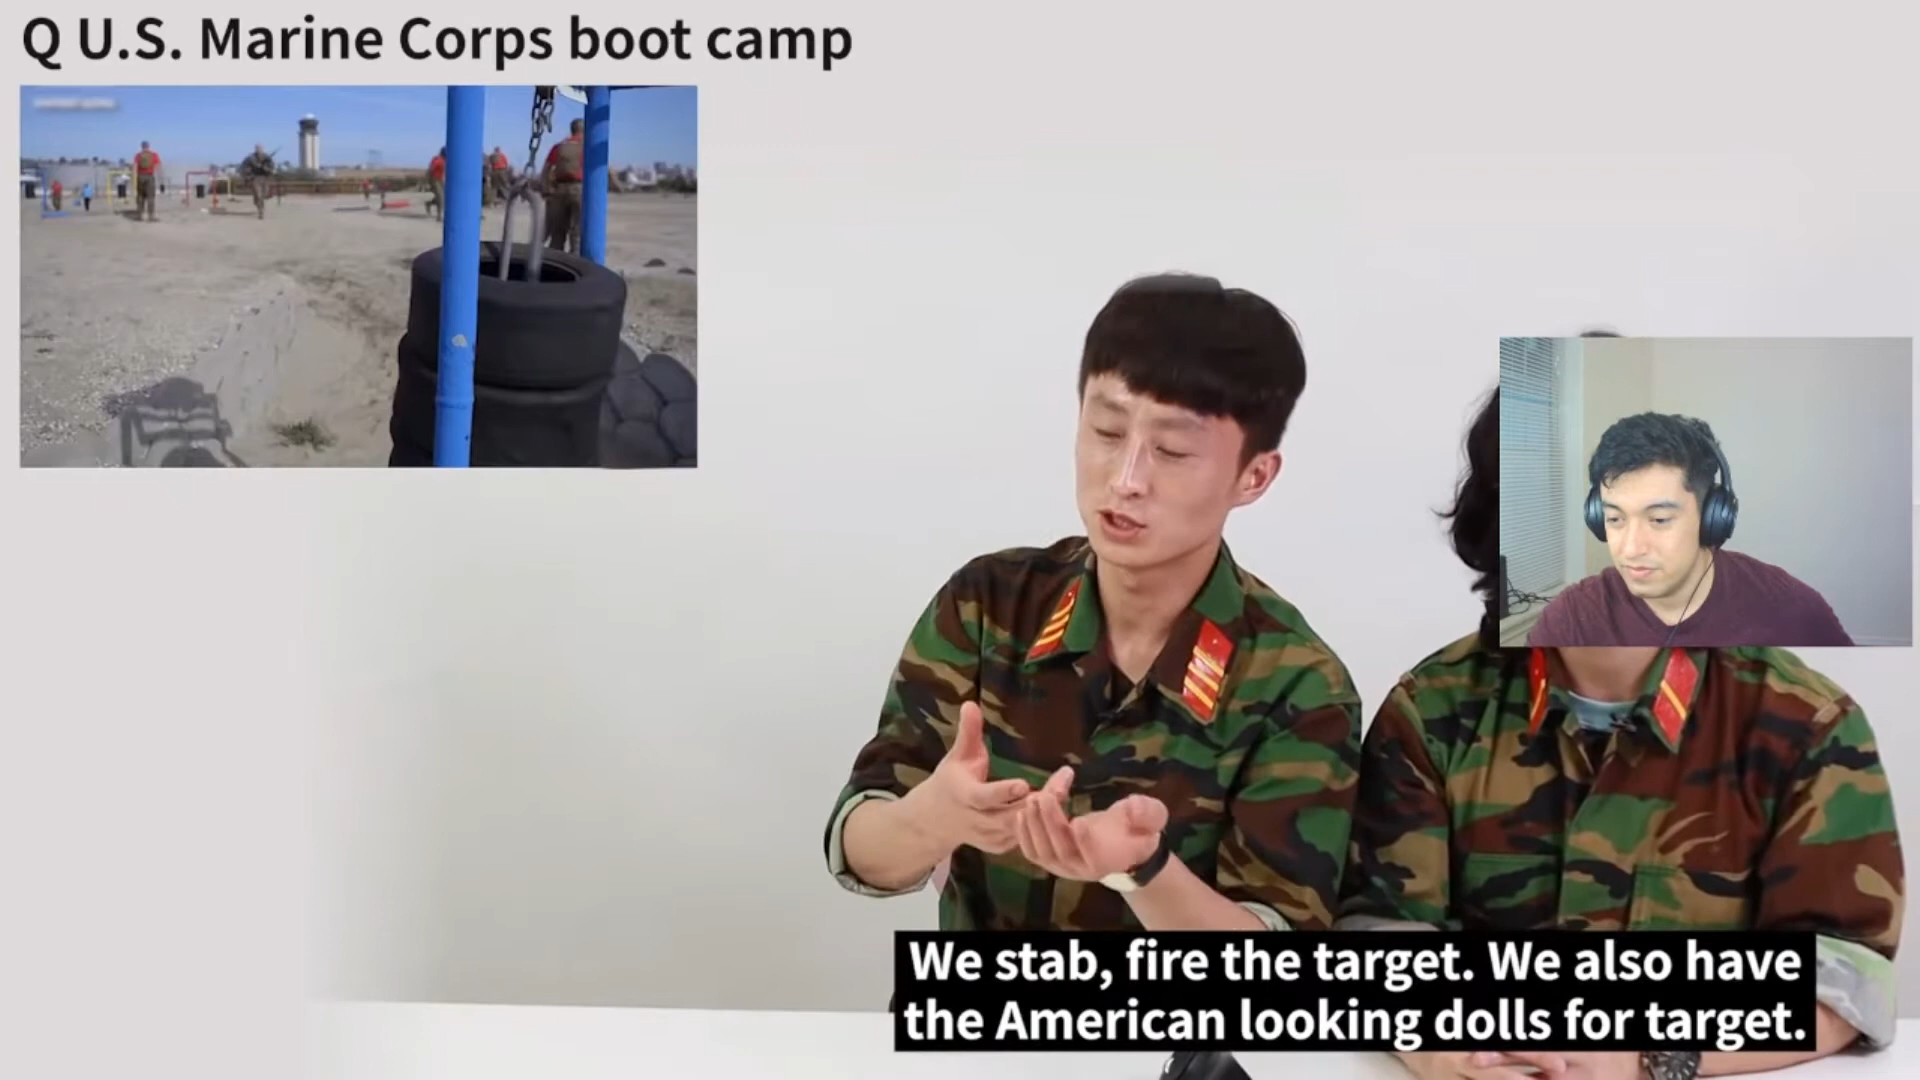 Q U.S. Marine Corps boot camp
We stab, fire the target. We also have
the American looking dolls for target.